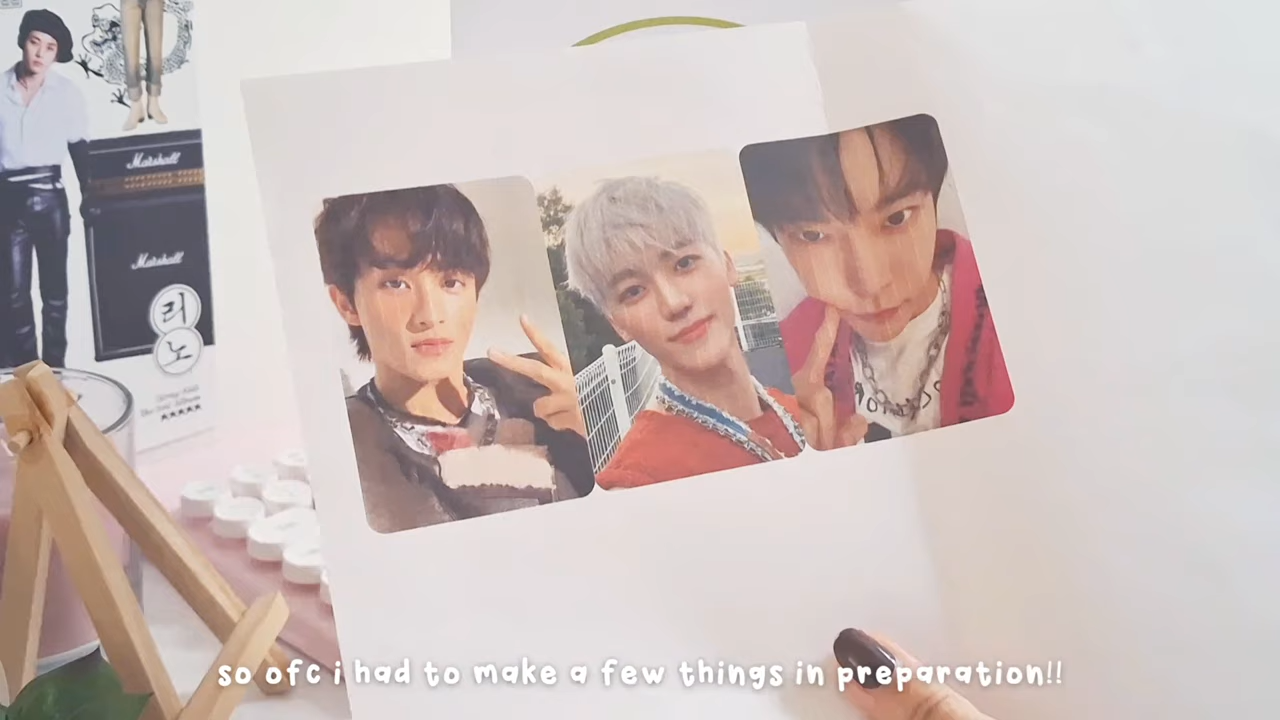 Marshall
Marshall
리
노
so ofc i had to make a few things in preparation!!